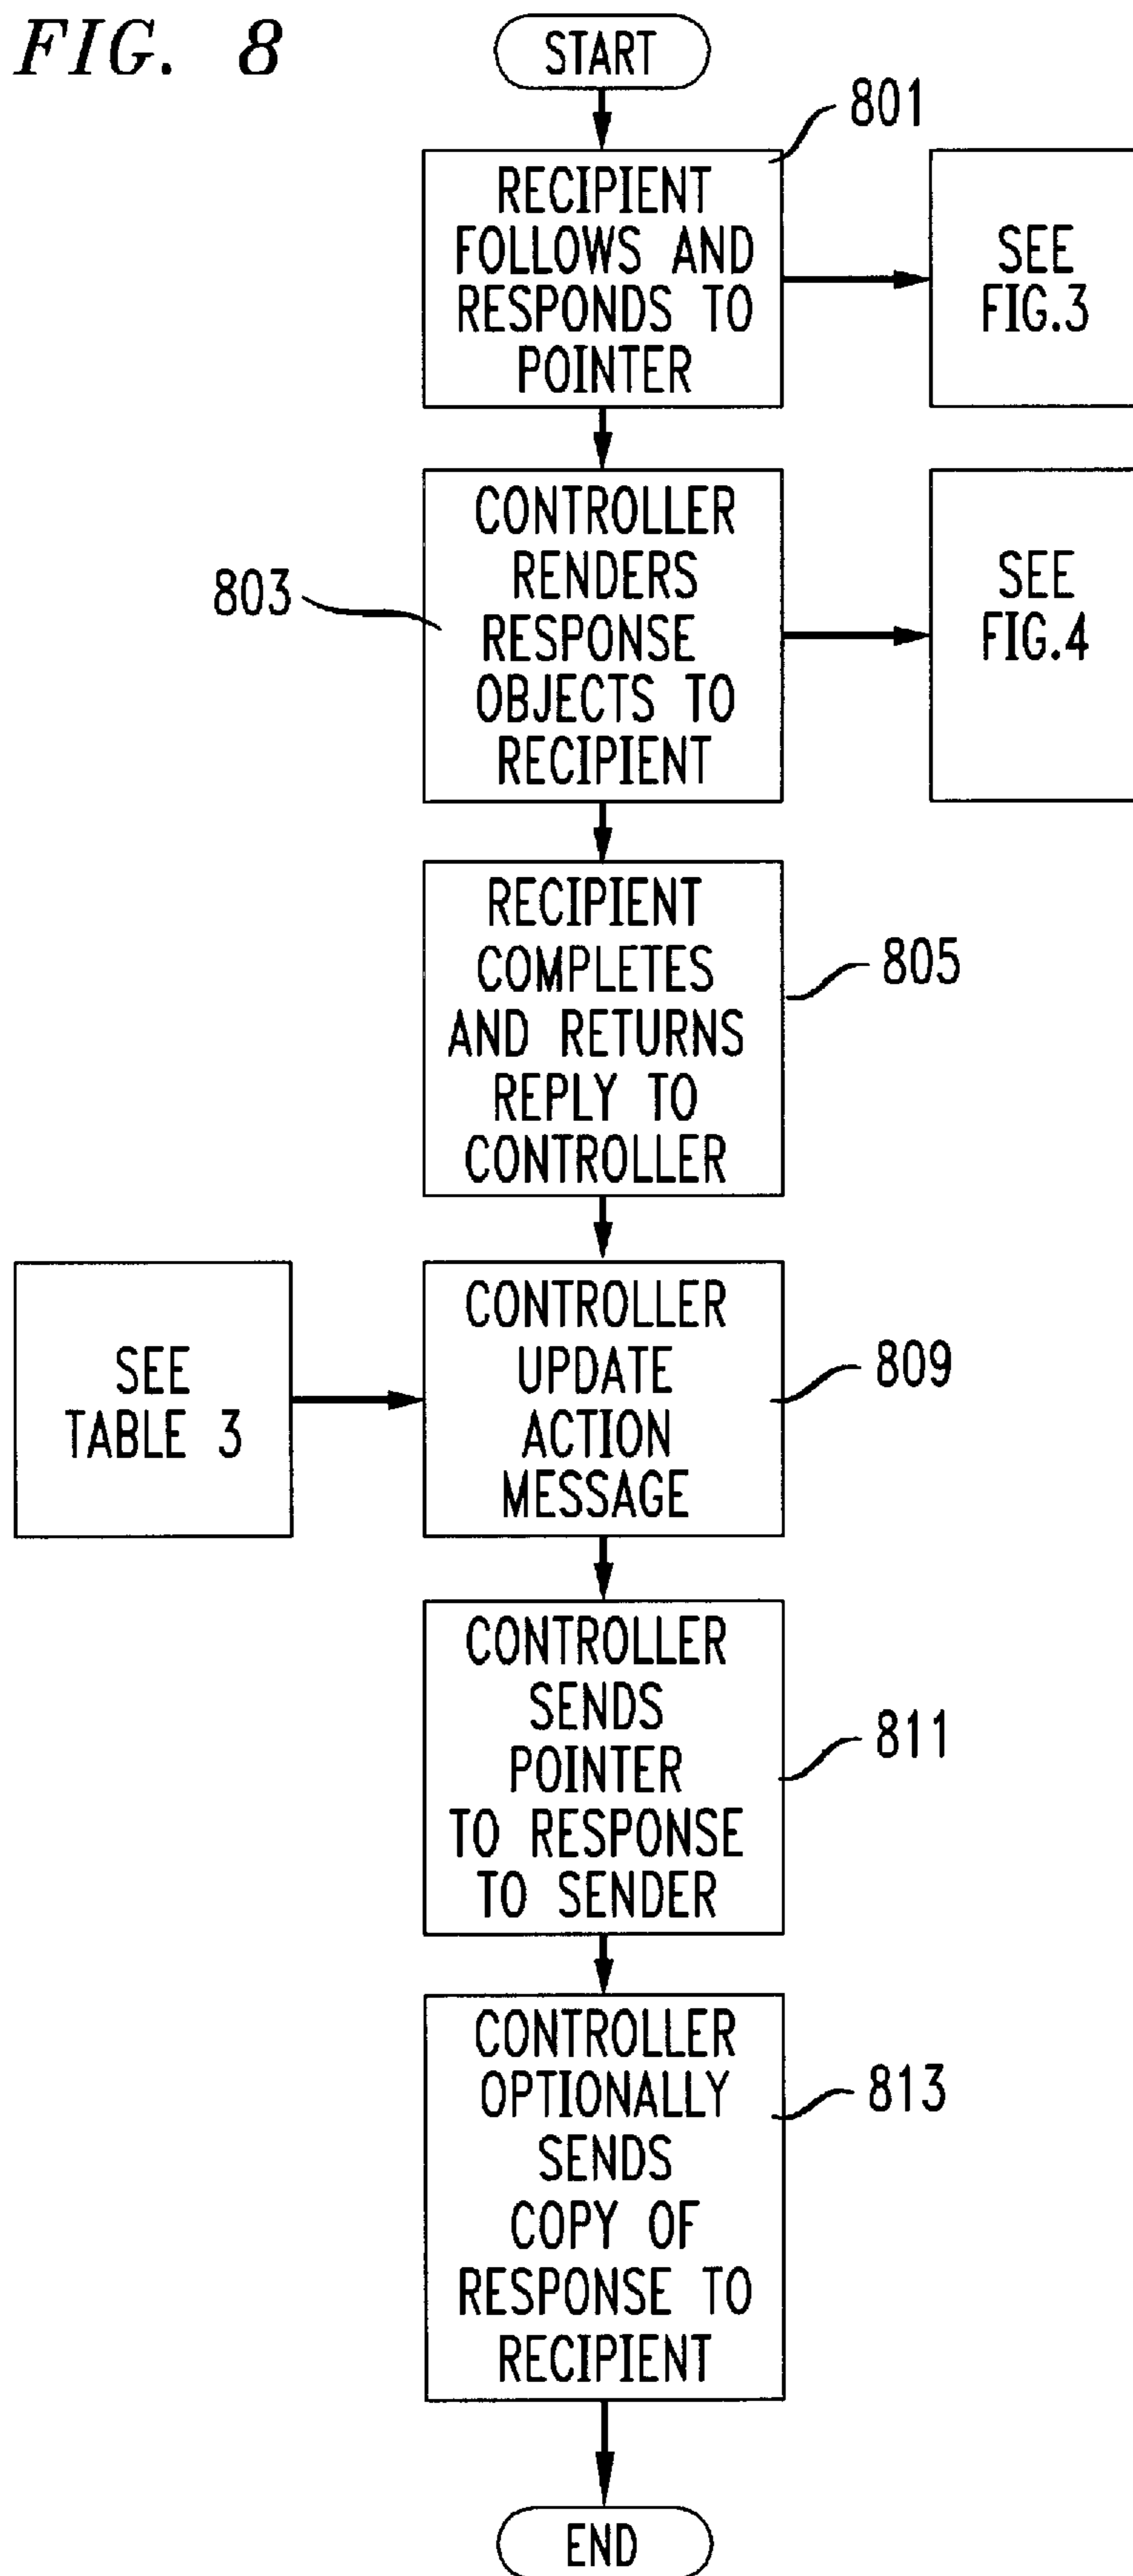 FIG. 8
START
801
RECIPIENT
FOLLOWS AND
RESPONDS TO
POINTER
SEE
FIG.3
803
CONTROLLER
RENDERS
RESPONSE
OBJECTS TO
RECIPIENT
SEE
FIG.4
RECIPIENT
COMPLETES
AND RETURNS
REPLY TO
CONTROLLER
805
SEE
TABLE 3
CONTROLLER
UPDATE
ACTION
MESSAGE
809
CONTROLLER
SENDS
POINTER
TO RESPONSE
TO SENDER
811
CONTROLLER
OPTIONALLY
SENDS
COPY OF
RESPONSE TO
RECIPIENT
813
END